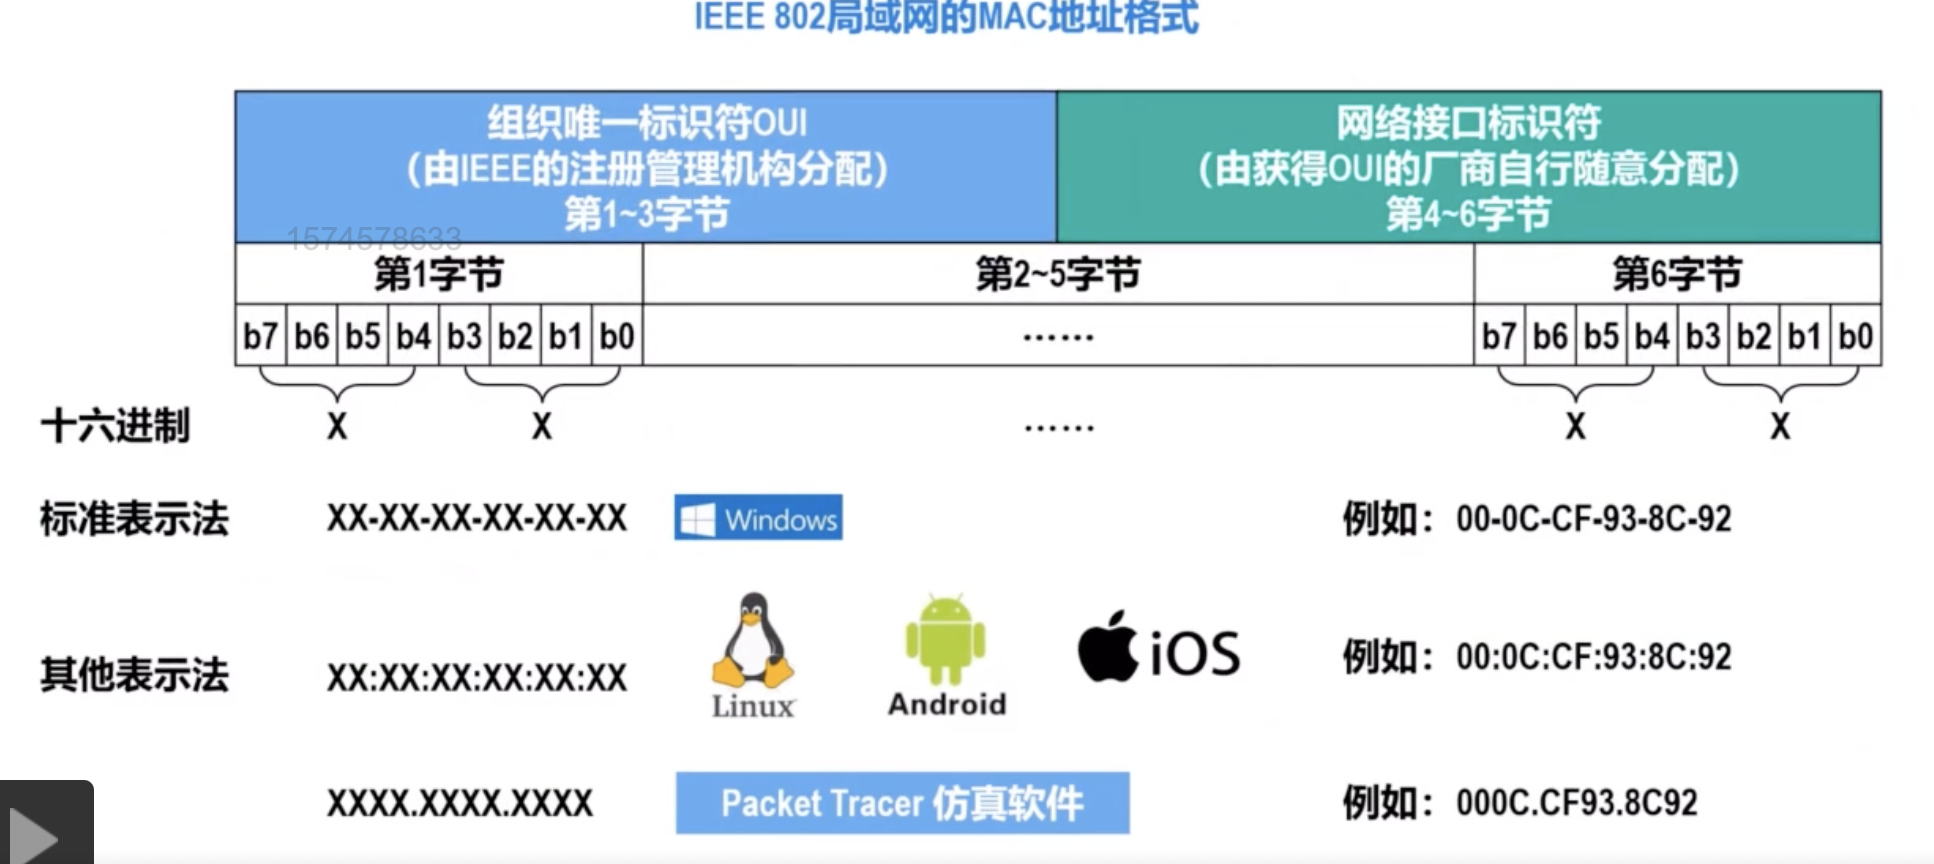 IEEE 802局域网的MAC地址格式
组织唯一标识符OUI
（由IEEE的注册管理机构分配）
第1~3字节
网络接口标识符
（由获得OUI的厂商自行随意分配）
第4~6字节
1574578633
第1字节 第2~5字节 第6字节
b7 b6 b5 b4 b3 b2 b1 b0 …… b7 b6 b5 b4 b3 b2 b1 b0
十六进制 X X …… X X
标准表示法 XX-XX-XX-XX-XX-XX Windows 例如：00-0C-CF-93-8C-92
其他表示法 XX:XX:XX:XX:XX:XX Linux Android iOS 例如：00:0C:CF:93:8C:92
XXXX.XXXX.XXXX Packet Tracer 仿真软件 例如：000C.CF93.8C92